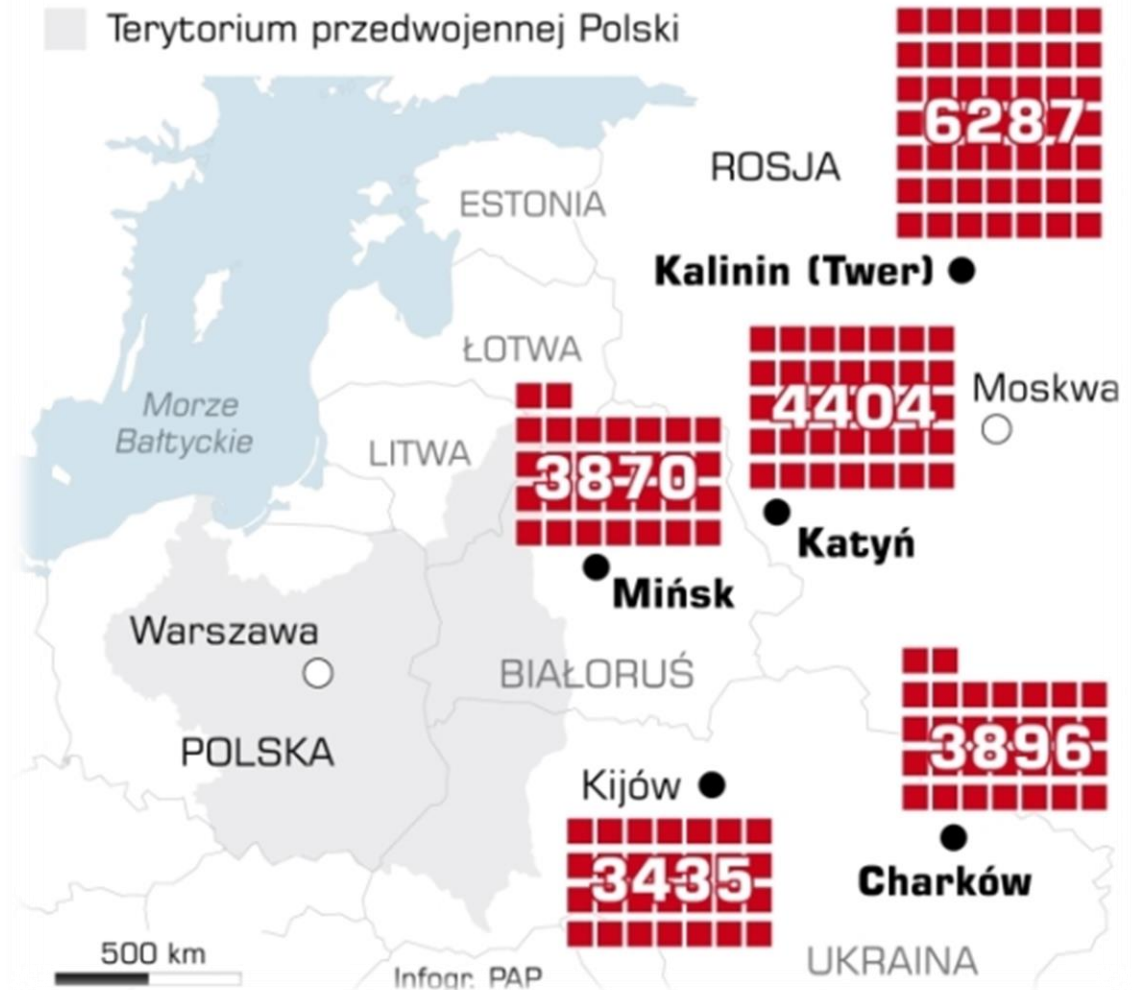 Terytorium przedwojennej Polski
6287
ROSJA
ESTONIA
Kalinin (Twer)
ŁOTWA
4404
Moskwa
Morze
Bałtyckie
LITWA
3870
Katyń
Mińsk
Warszawa
BIAŁORUŚ
3896
POLSKA
Kijów
3435
Charków
500 km
UKRAINA
Infogr. PAP